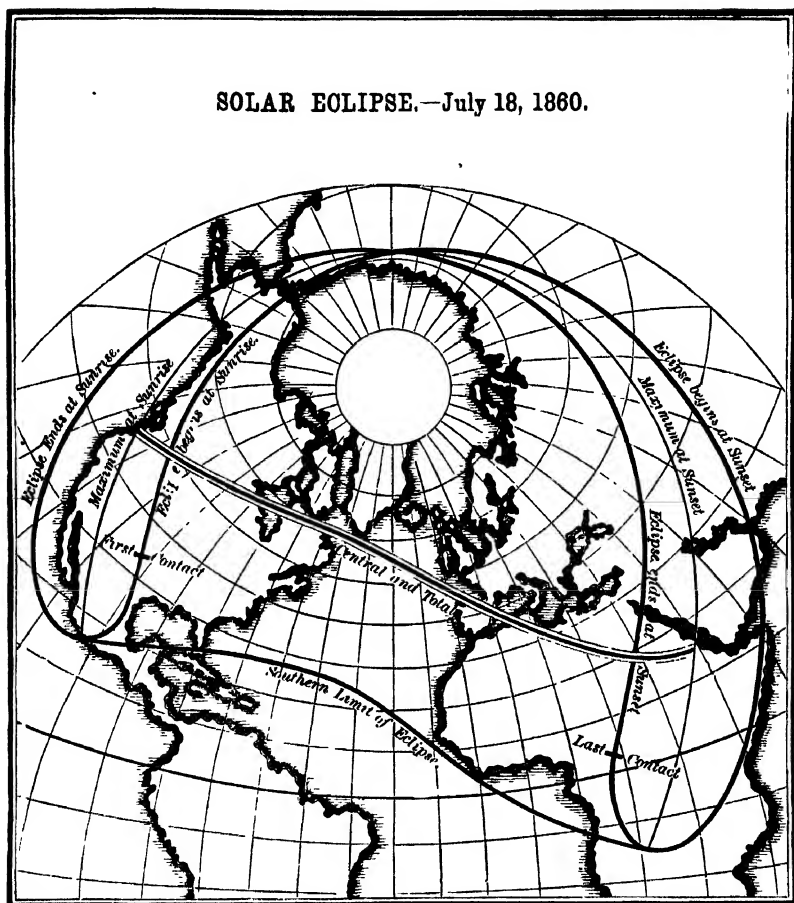 SOLAR ECLIPSE.—July 18, 1860.
Eclipse Ends at Sunrise.
Maximum at Sunrise
begins at Sunrise.
First Contact
Central and Total
Southern Limit of Eclipse.
Eclipse begins at Sunset
Maximum at Sunset
Eclipse ends at Sunset
Last Contact